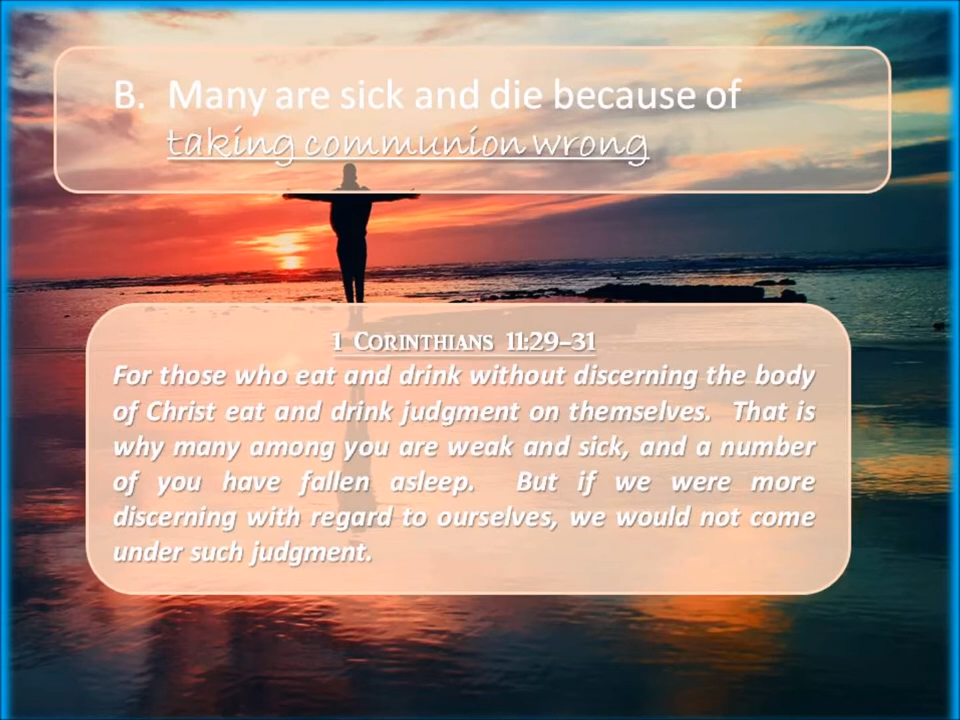 B. Many are sick and die because of
taking communion wrong
1 Corinthians 11:29-31
For those who eat and drink without discerning the body
of Christ eat and drink judgment on themselves. That is
why many among you are weak and sick, and a number
of you have fallen asleep. But if we were more
discerning with regard to ourselves, we would not come
under such judgment.